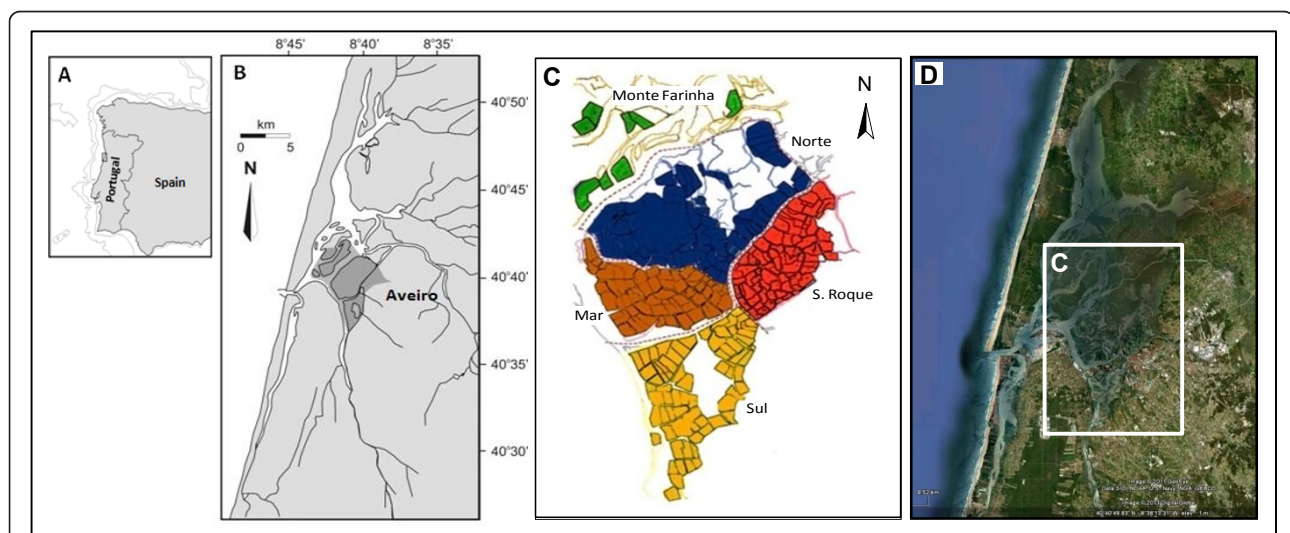 A
Portugal
Spain
8°45' 8°40' 8°35'
B
km
0 5
N
Aveiro
40°50'
40°45'
40°40'
40°35'
40°30'
C
N
Monte Farinha
Norte
S. Roque
Mar
Sul
D
C